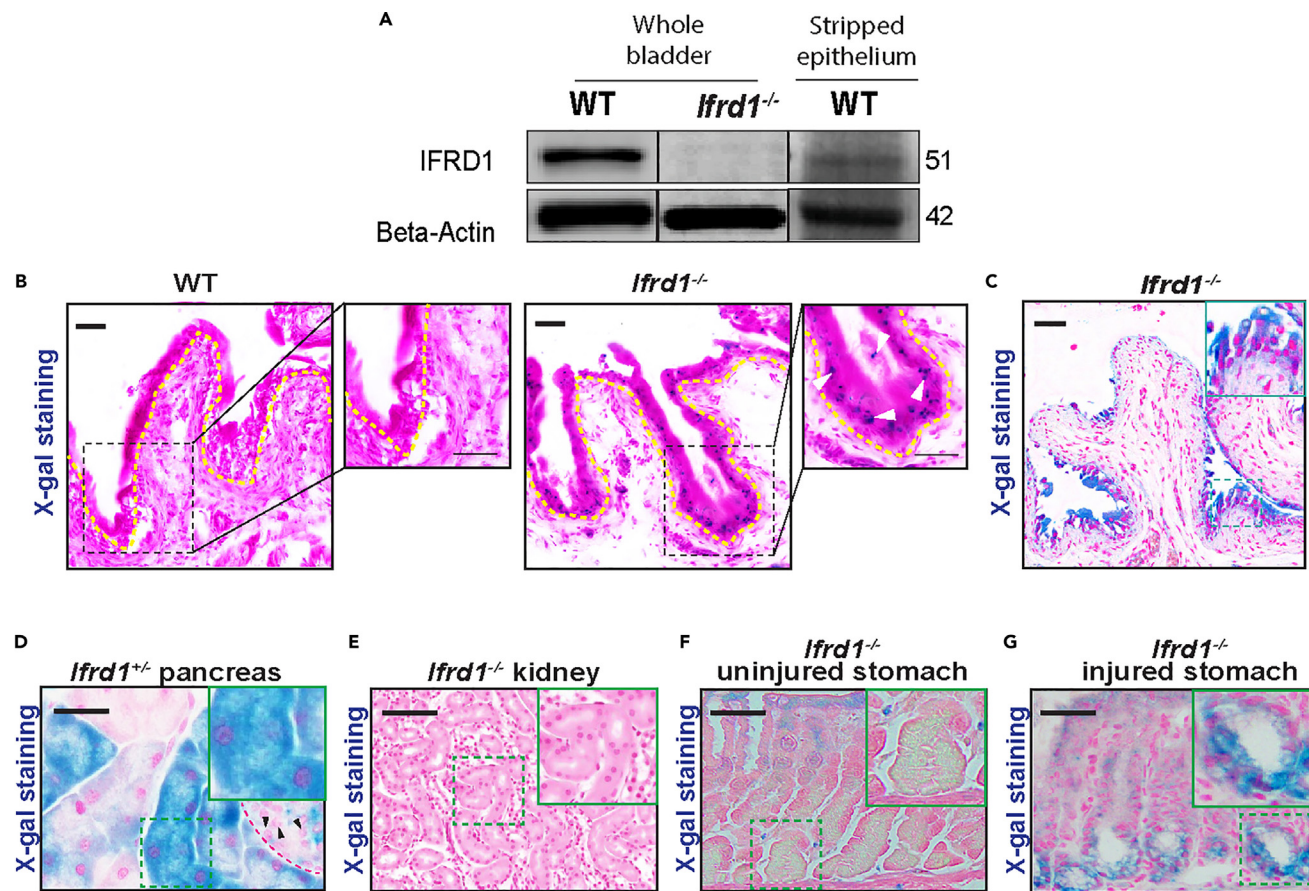 A
Whole
bladder
Stripped
epithelium
WT
Ifrd1-/-
WT
IFRD1
51
Beta-Actin
42
B
WT
Ifrd1-/-
C
Ifrd1-/-
X-gal staining
X-gal staining
D
Ifrd1+/- pancreas
E
Ifrd1-/- kidney
F
Ifrd1-/-
uninjured stomach
G
Ifrd1-/-
injured stomach
X-gal staining
X-gal staining
X-gal staining
X-gal staining